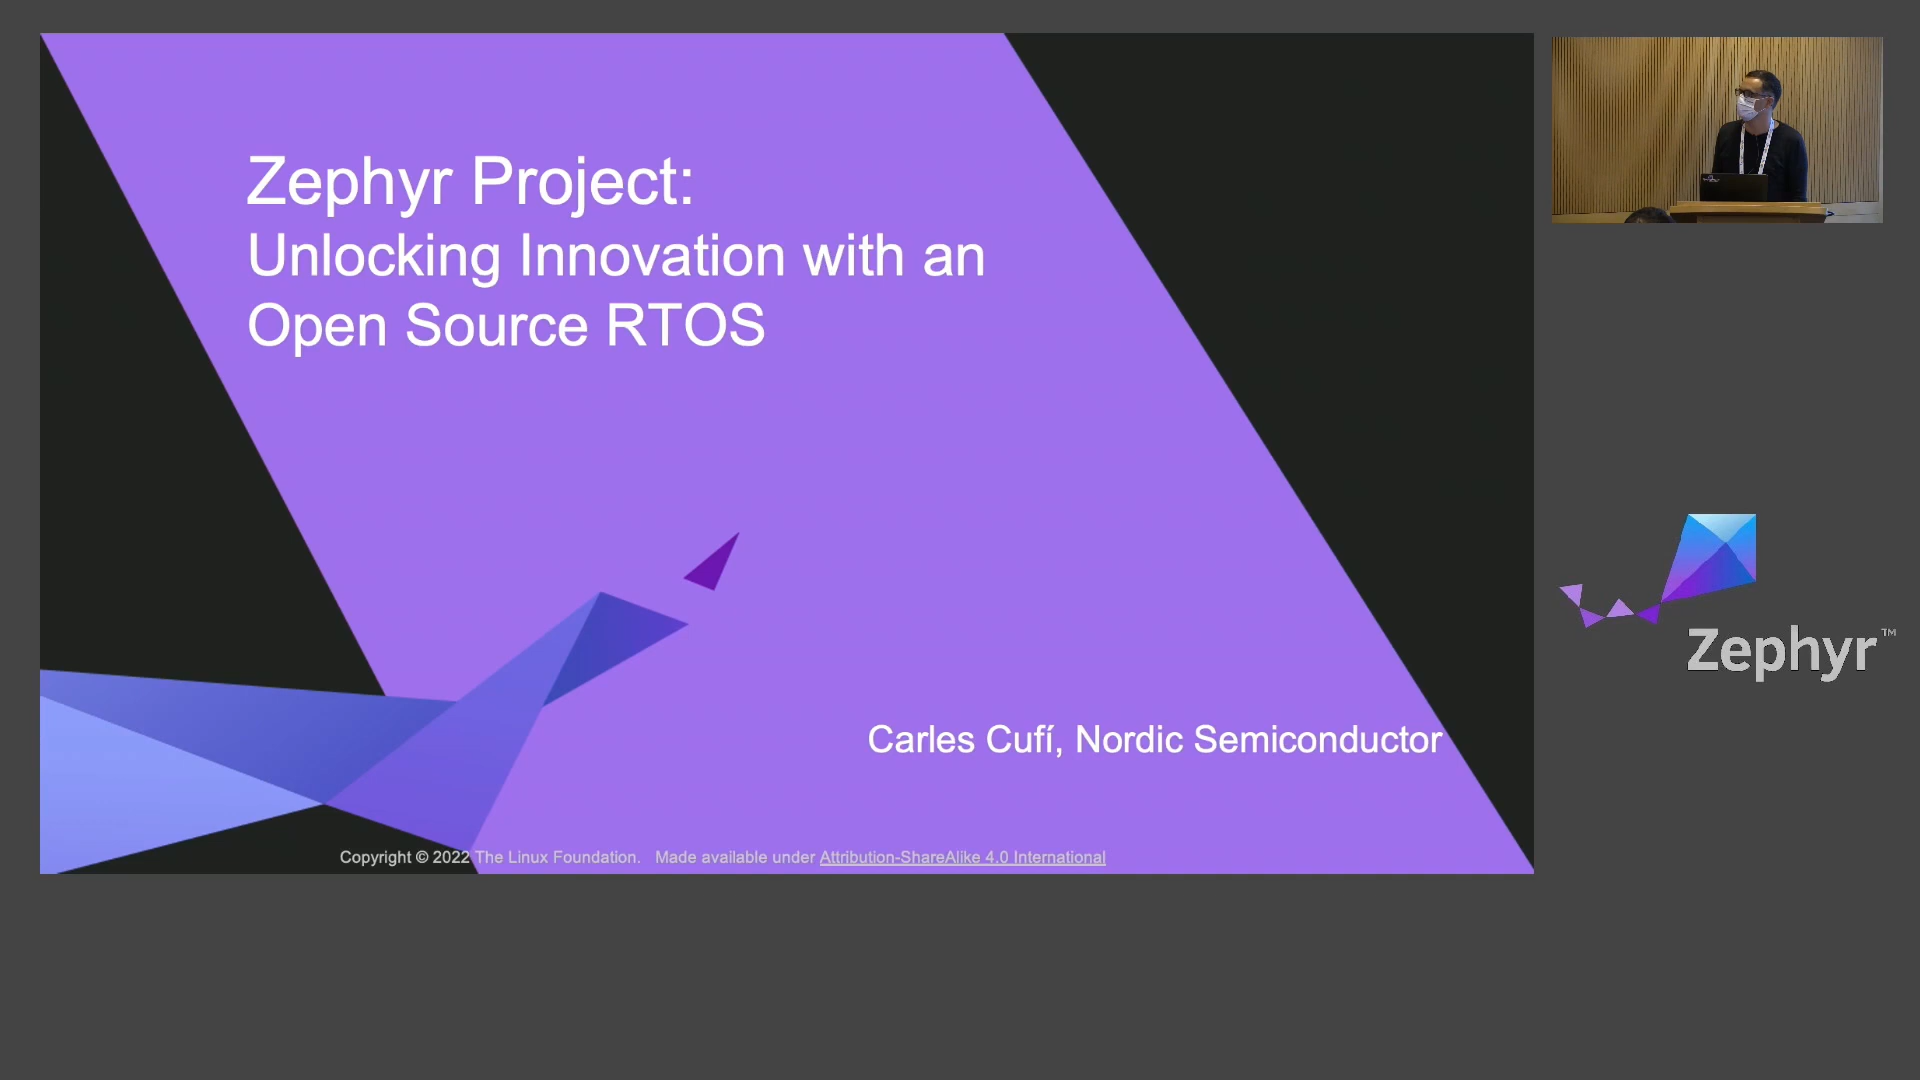 Zephyr Project:
Unlocking Innovation with an
Open Source RTOS
Carles Cufí, Nordic Semiconductor
Copyright © 2022 The Linux Foundation. Made available under Attribution-ShareAlike 4.0 International
Zephyr™